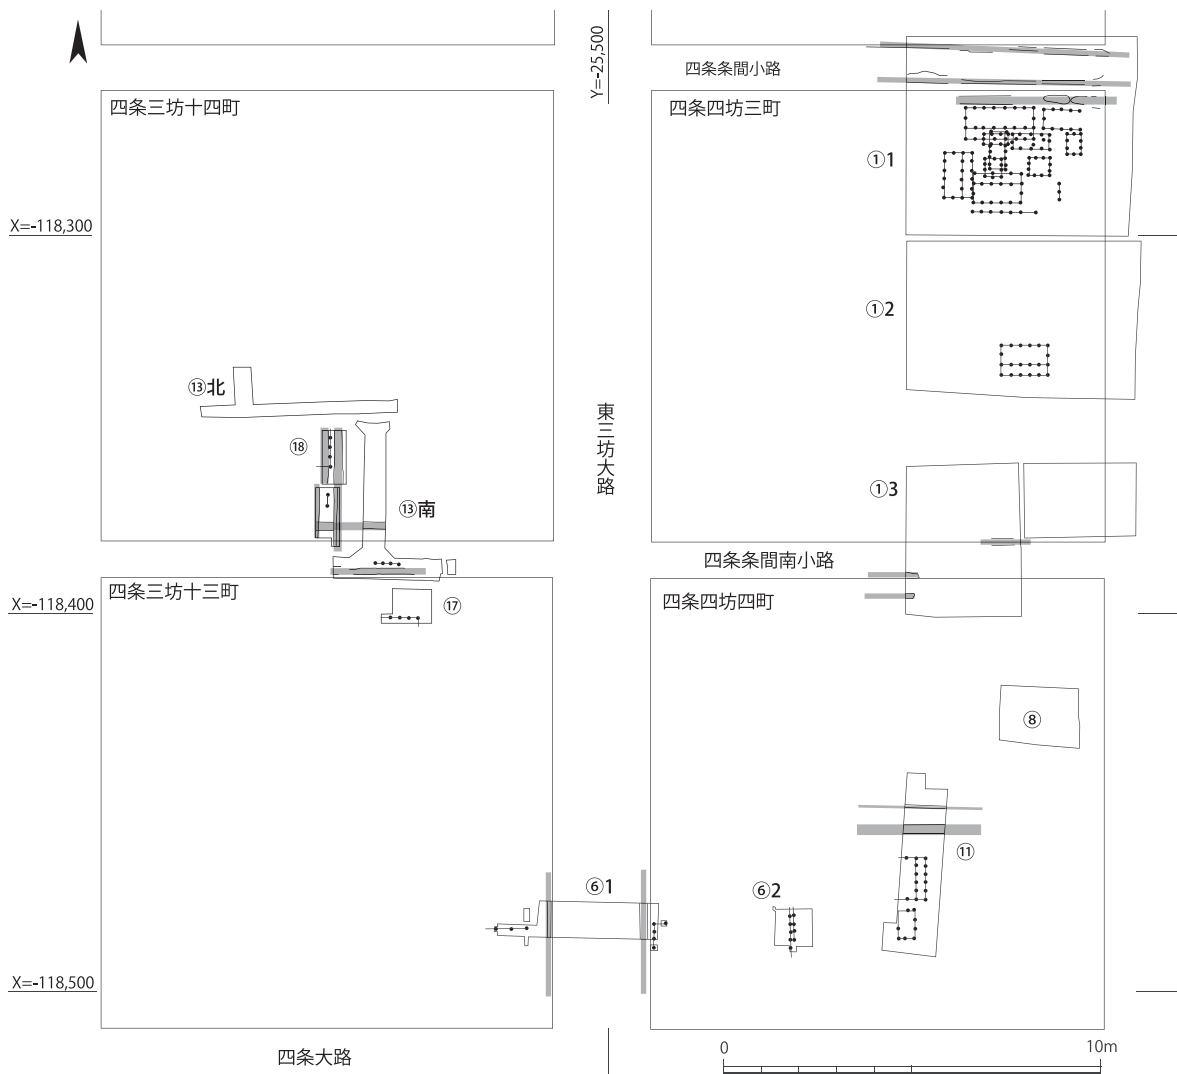 Y=-25,500
四条条間小路
四条三坊十四町
四条四坊三町
①1
X=-118,300
①2
⑬北
東三坊大路
⑱
①3
⑬南
四条条間南小路
四条三坊十三町
四条四坊四町
X=-118,400
⑰
⑧
⑪
⑥1
⑥2
X=-118,500
四条大路
0
10m